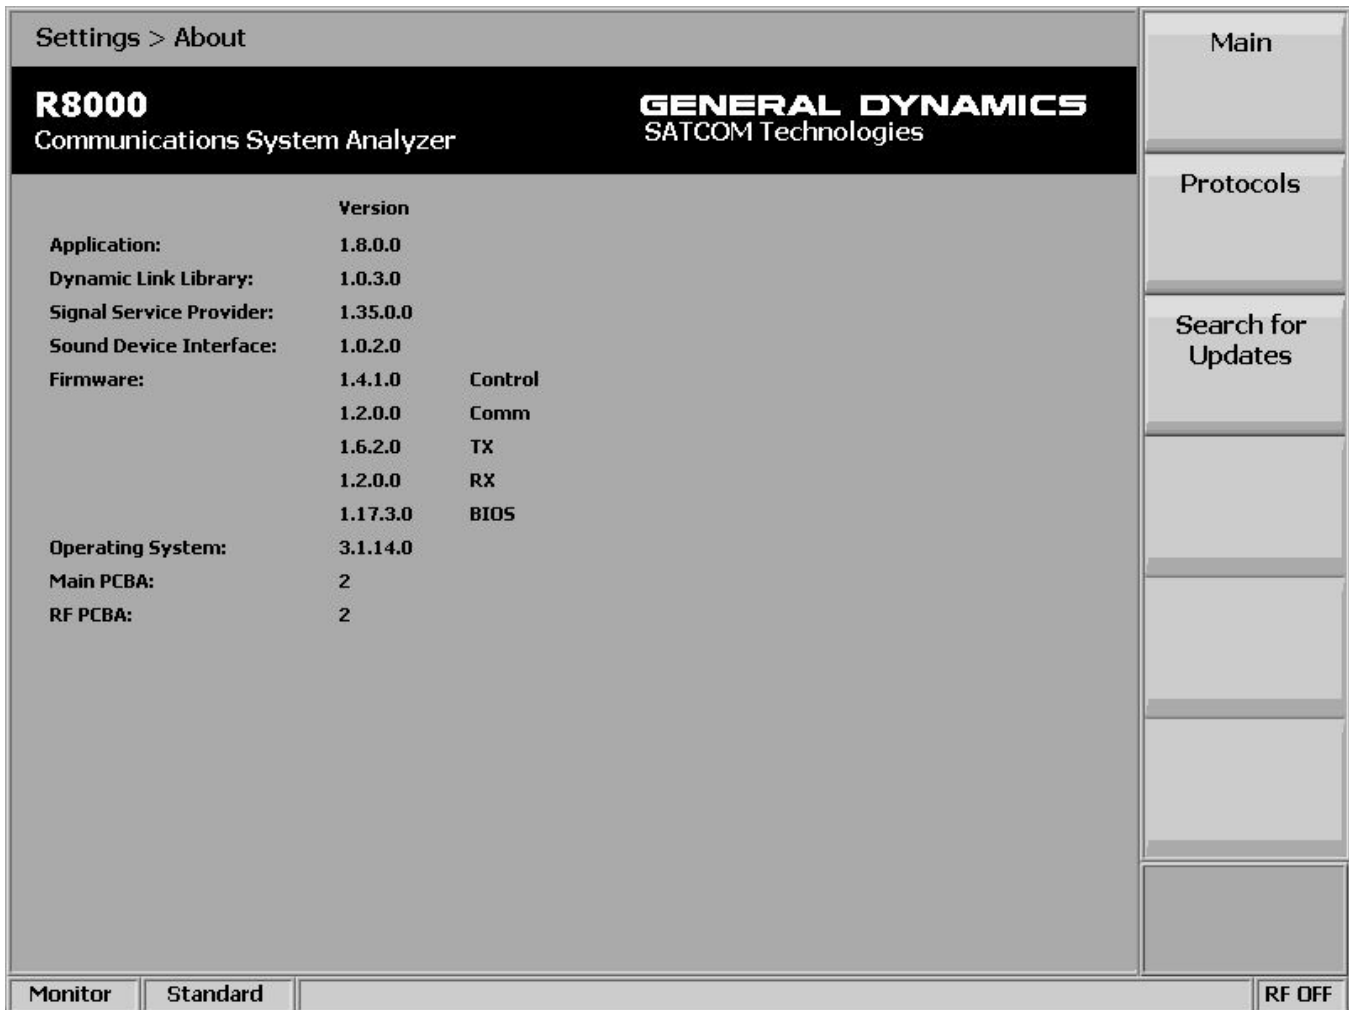 Settings > About
R8000
Communications System Analyzer
GENERAL DYNAMICS
SATCOM Technologies
Version
Application: 1.8.0.0
Dynamic Link Library: 1.0.3.0
Signal Service Provider: 1.35.0.0
Sound Device Interface: 1.0.2.0
Firmware: 1.4.1.0 Control
1.2.0.0 Comm
1.6.2.0 TX
1.2.0.0 RX
1.17.3.0 BIOS
Operating System: 3.1.14.0
Main PCBA: 2
RF PCBA: 2
Main
Protocols
Search for
Updates
Monitor Standard RF OFF